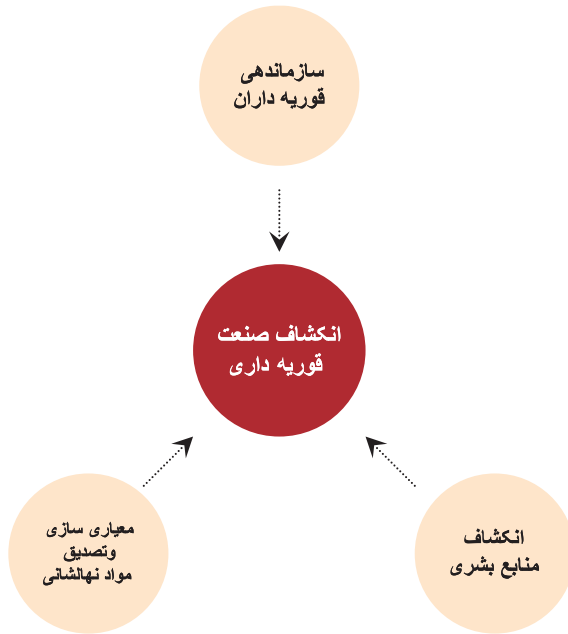 سازماندهی
قوریه داران
انکشاف صنعت
قوریه داری
معیاری سازی
وتصدیق
مواد نهالشانی
انکشاف
منابع بشری